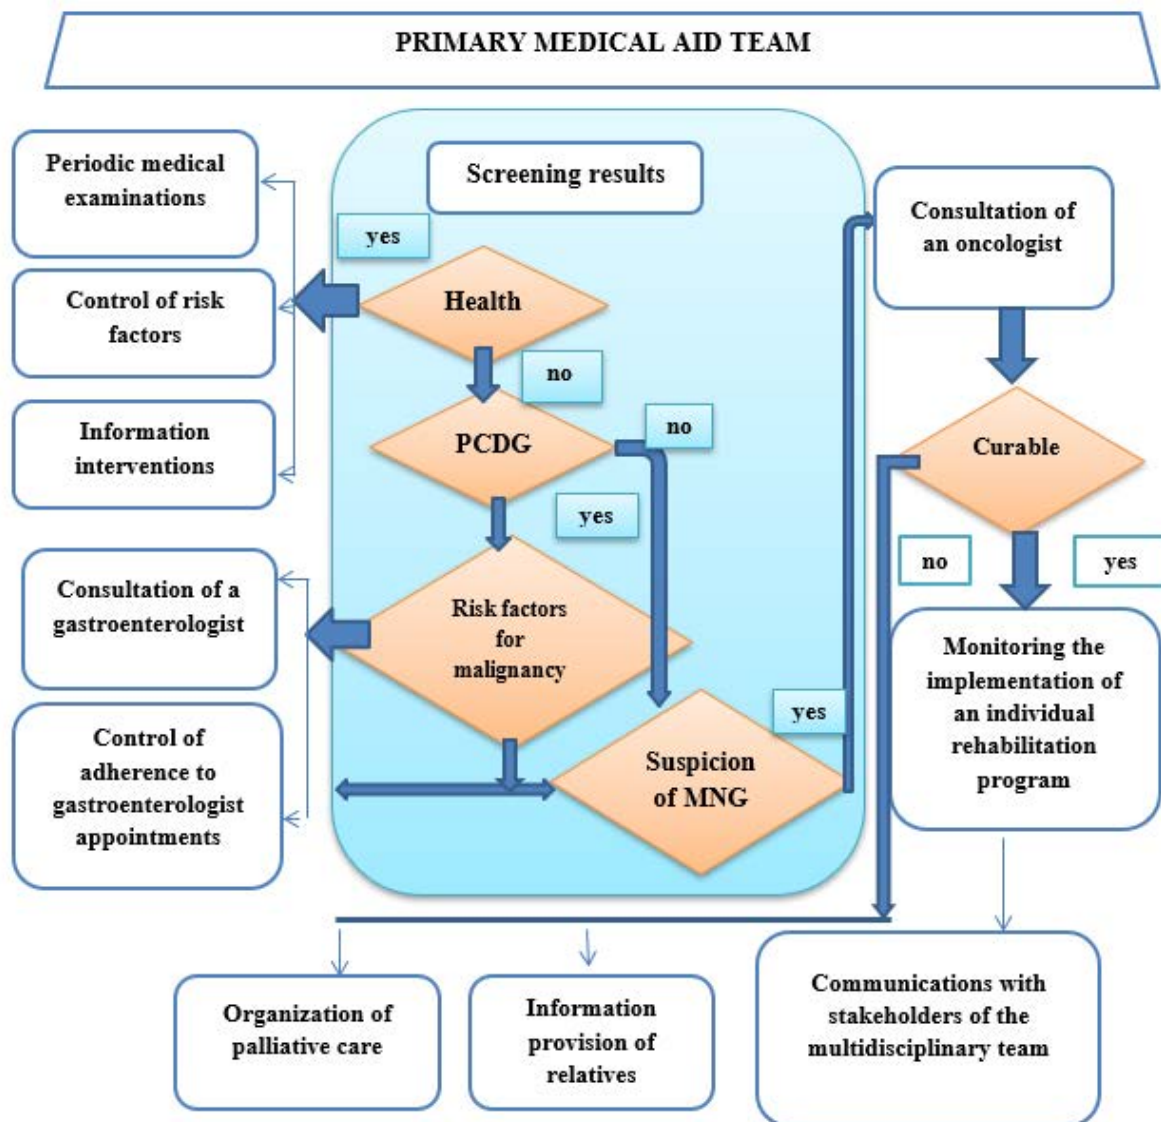 PRIMARY MEDICAL AID TEAM
Screening results
Periodic medical
examinations
Control of risk
factors
Information
interventions
yes
Health
no
PCDG
no
yes
Risk factors
for
malignancy
Consultation of a
gastroenterologist
Control of
adherence to
gastroenterologist
appointments
Suspicion
of MNG
yes
Consultation of
an oncologist
Curable
no
yes
Monitoring the
implementation of
an individual
rehabilitation
program
Organization of
palliative care
Information
provision of
relatives
Communications with
stakeholders of the
multidisciplinary team